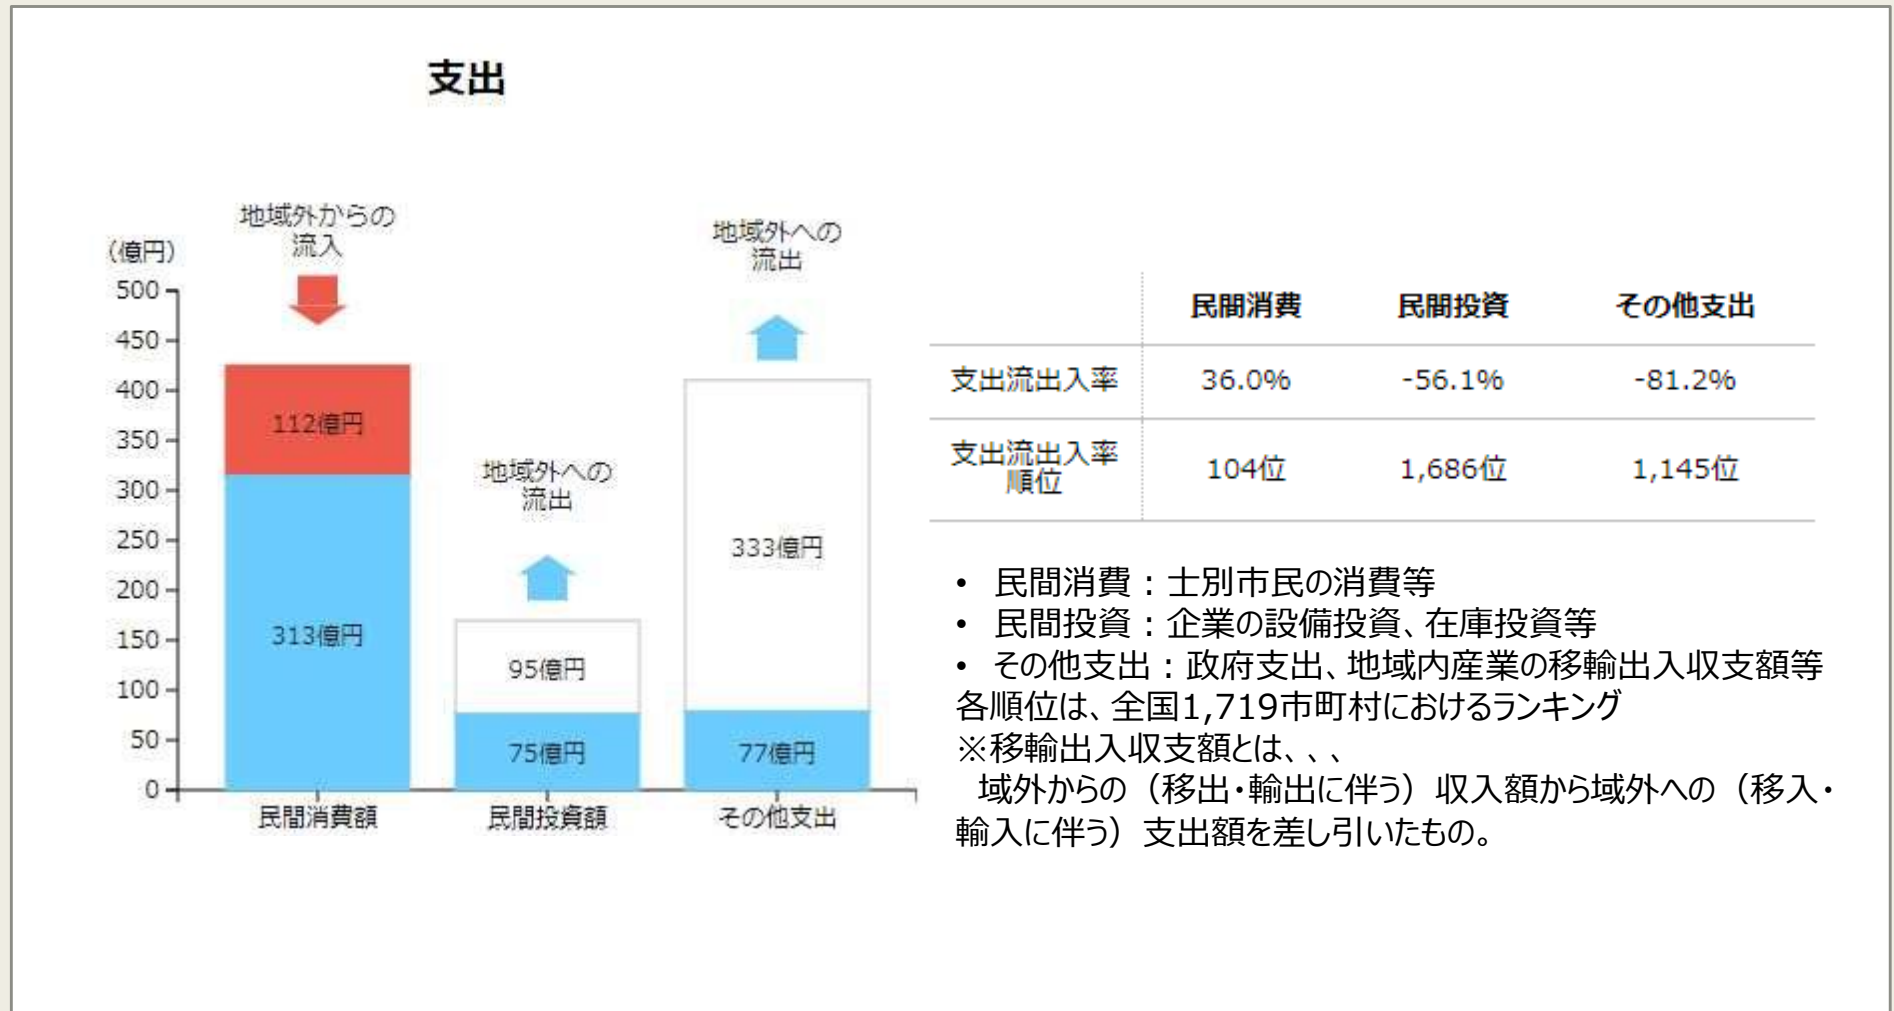 支出
地域外からの
流入
地域外への
流出
(億円)
500
450
400
350
300
250
200
150
100
50
0
112億円
313億円
地域外への
流出
95億円
75億円
333億円
77億円
民間消費額
民間投資額
その他支出
民間消費 民間投資 その他支出
支出流出入率 36.0% -56.1% -81.2%
支出流出入率
順位 104位 1,686位 1,145位
• 民間消費：士別市民の消費等
• 民間投資：企業の設備投資、在庫投資等
• その他支出：政府支出、地域内産業の移輸出入収支額等
各順位は、全国1,719市町村におけるランキング
※移輸出入収支額とは、、、
域外からの（移出・輸出に伴う）収入額から域外への（移入・
輸入に伴う）支出額を差し引いたもの。